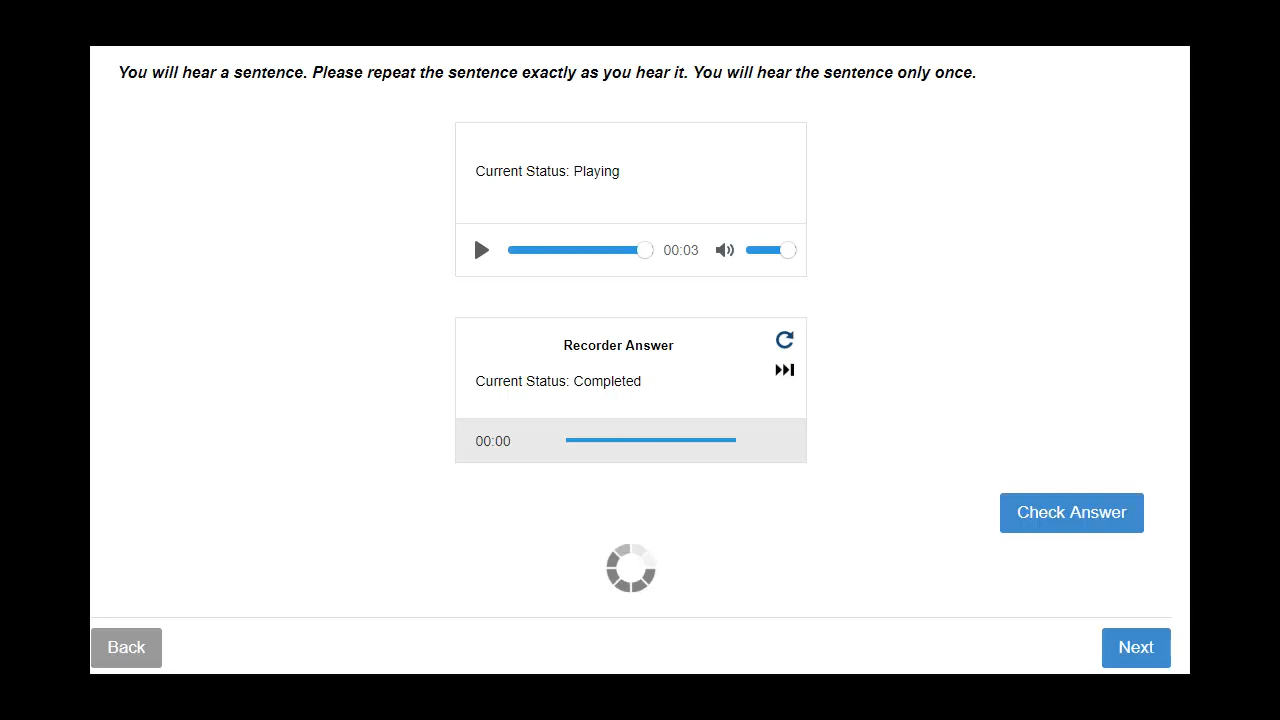 You will hear a sentence. Please repeat the sentence exactly as you hear it. You will hear the sentence only once.
Current Status: Playing
00:03
Recorder Answer
Current Status: Completed
00:00
Check Answer
Back
Next